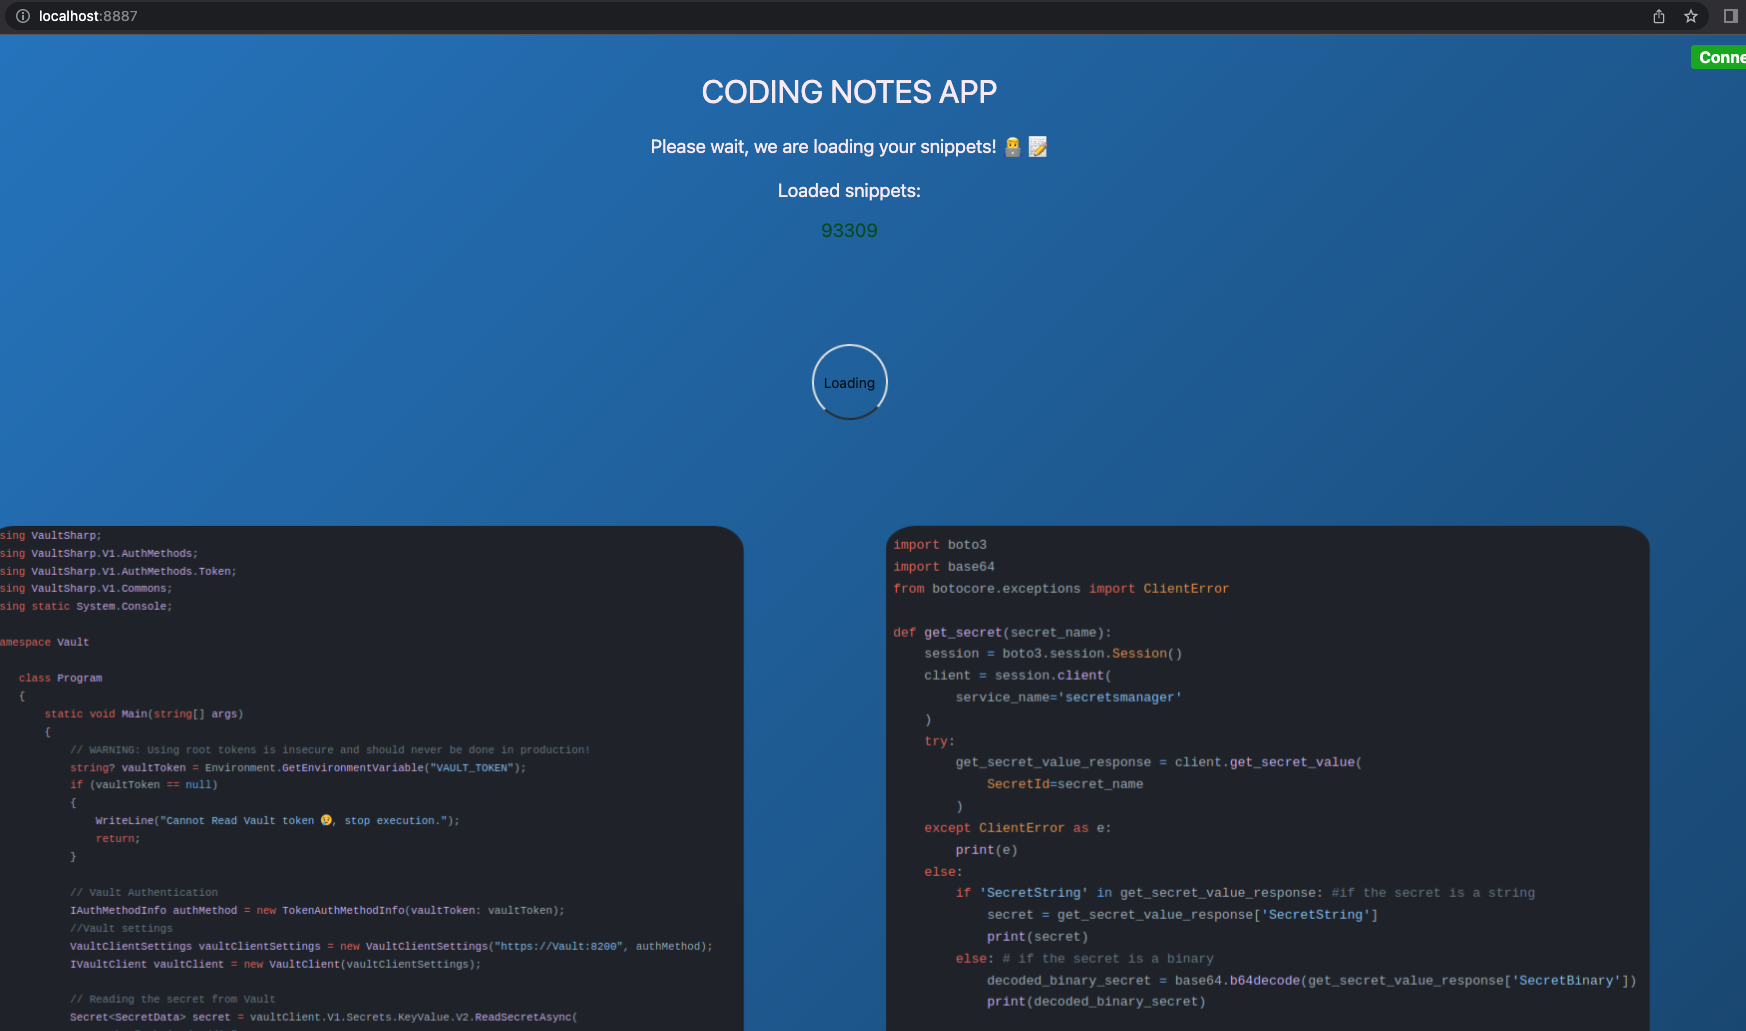 localhost:8887
Conne
CODING NOTES APP
Please wait, we are loading your snippets! 👨‍💼 📝
Loaded snippets:
93309
Loading
sing VaultSharp;
sing VaultSharp.V1.AuthMethods;
sing VaultSharp.V1.AuthMethods.Token;
sing VaultSharp.V1.Commons;
sing static System.Console;
amespace Vault
class Program
{
static void Main(string[] args)
{
// WARNING: Using root tokens is insecure and should never be done in production!
string? vaultToken = Environment.GetEnvironmentVariable("VAULT_TOKEN");
if (vaultToken == null)
{
WriteLine("Cannot Read Vault token 😢, stop execution.");
return;
}
// Vault Authentication
IAuthMethodInfo authMethod = new TokenAuthMethodInfo(vaultToken: vaultToken);
//Vault settings
VaultClientSettings vaultClientSettings = new VaultClientSettings("https://Vault:8200", authMethod);
IVaultClient vaultClient = new VaultClient(vaultClientSettings);
// Reading the secret from Vault
Secret<SecretData> secret = vaultClient.V1.Secrets.KeyValue.V2.ReadSecretAsync(
import boto3
import base64
from botocore.exceptions import ClientError
def get_secret(secret_name):
session = boto3.session.Session()
client = session.client(
service_name='secretsmanager'
)
try:
get_secret_value_response = client.get_secret_value(
SecretId=secret_name
)
except ClientError as e:
print(e)
else:
if 'SecretString' in get_secret_value_response: #if the secret is a string
secret = get_secret_value_response['SecretString']
print(secret)
else: # if the secret is a binary
decoded_binary_secret = base64.b64decode(get_secret_value_response['SecretBinary'])
print(decoded_binary_secret)